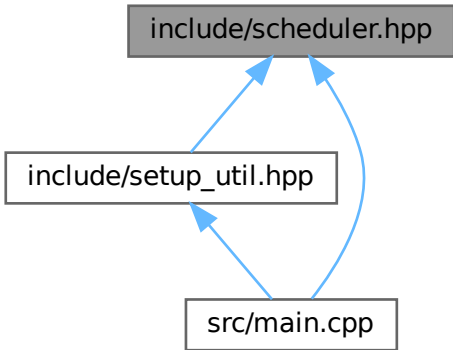 include/scheduler.hpp
include/setup_util.hpp
src/main.cpp